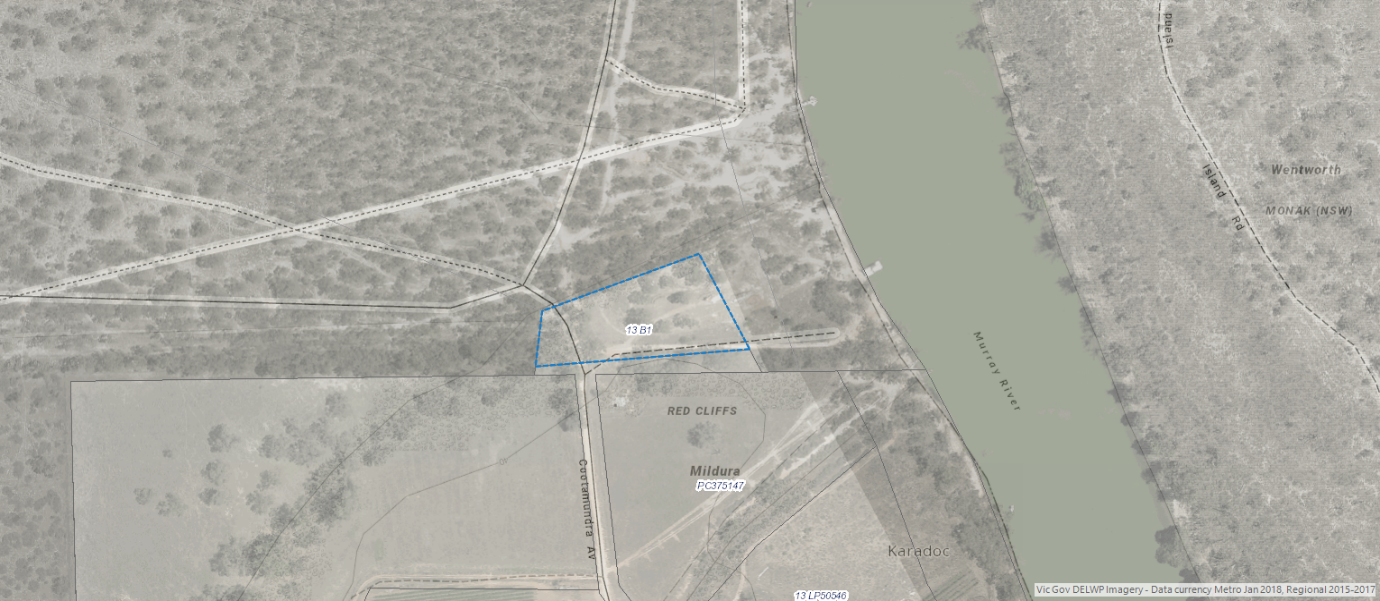 Island
Wentworth
Island Rd
MONAK (NSW)
13 B1
Murray River
RED CLIFFS
Mildura
PC375147
Cootamundra Av
Karadoc
Vic Gov DELWP Imagery - Data currency Metro Jan 2018, Regional 2015-2017
13 LP50546